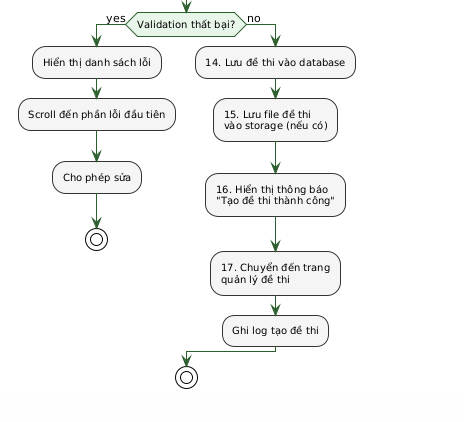 yes
Validation thất bại?
no
Hiển thị danh sách lỗi
14. Lưu đề thi vào database
Scroll đến phần lỗi đầu tiên
15. Lưu file đề thi
vào storage (nếu có)
Cho phép sửa
16. Hiển thị thông báo
"Tạo đề thi thành công"
17. Chuyển đến trang
quản lý đề thi
Ghi log tạo đề thi